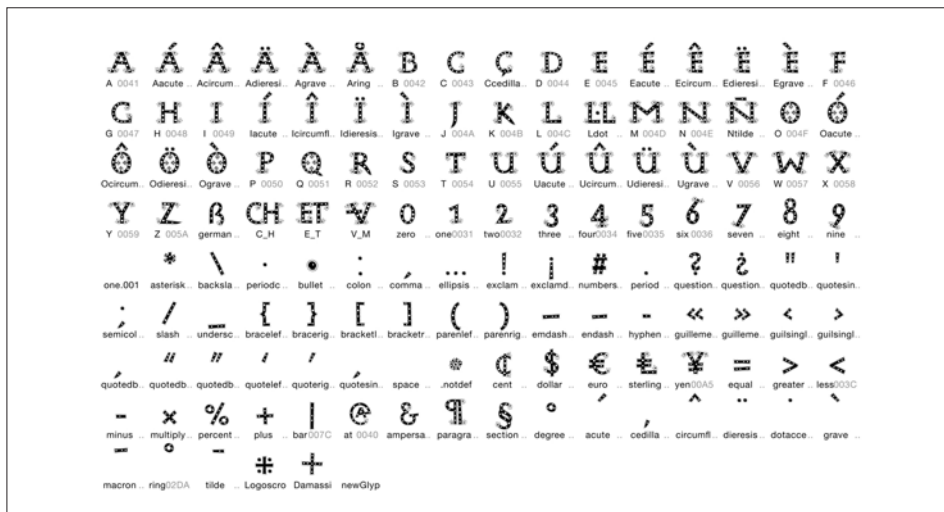 A Á Â Ä À Å B C Ç D E É Ê Ë È F
A 0041 Aacute .. Acircum.. Adieresi.. Agrave .. Aring .. B 0042 C 0043 Ccedilla.. D 0044 E 0045 Eacute .. Ecircum.. Edieresi.. Egrave .. F 0046
G H I Í Î Ï Ì J K L ĿL M N Ñ O Ó
G 0047 H 0048 I 0049 Iacute .. Icircumfl.. Idieresis.. Igrave .. J 004A K 004B L 004C Ldot .. M 004D N 004E Ntilde .. O 004F Oacute ..
Ô Ö Ò P Q R S T U Ú Û Ü Ù V W X
Ocircum.. Odieresi.. Ograve .. P 0050 Q 0051 R 0052 S 0053 T 0054 U 0055 Uacute .. Ucircum.. Udieresi.. Ugrave .. V 0056 W 0057 X 0058
Y Z ß CH ET 0 1 2 3 4 5 6 7 8 9
Y 0059 Z 005A german .. C_H E_T V_M zero .. one0031 two0032 three .. four0034 five0035 six 0036 seven .. eight .. nine ..
* \ · • : , … ! ¡ # . ? ¿ " '
one.001 asterisk.. backsla.. periodc.. bullet .. colon .. comma .. ellipsis .. exclam .. exclamd.. numbers.. period .. question.. question.. quotedb.. quotesin..
; / _ { } [ ] ( ) — – - « » ‹ ›
semicol.. slash .. undersc.. bracelef.. bracerig.. bracketl.. bracketr.. parenlef.. parenrig.. emdash .. endash .. hyphen .. guilleme.. guilleme.. guilsingl.. guilsingl..
„ “ ” ‘ ’ ‚ ¢ $ € £ ¥ = > <
quotedb.. quotedb.. quotedb.. quotelef.. quoterig.. quotesin.. space .. .notdef cent .. dollar .. euro .. sterling .. yen00A5 equal .. greater .. less003C
− × % + | @ & ¶ § ° ´ ¸ ˆ ¨ ˙ `
minus .. multiply.. percent .. plus .. bar007C at 0040 ampersa.. paragra.. section .. degree .. acute .. cedilla .. circumfl.. dieresis .. dotacce.. grave ..
¯ ˚ ˜
macron .. ring02DA tilde .. Logoscro Damassi newGlyp